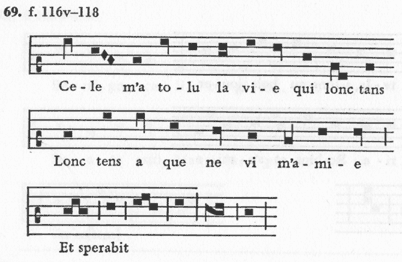 69. f. 116v–118
Ce - le m'a to - lu la vi - e qui lonc tans
Lonc tens a que ne vi m'a - mi - e
Et sperabit